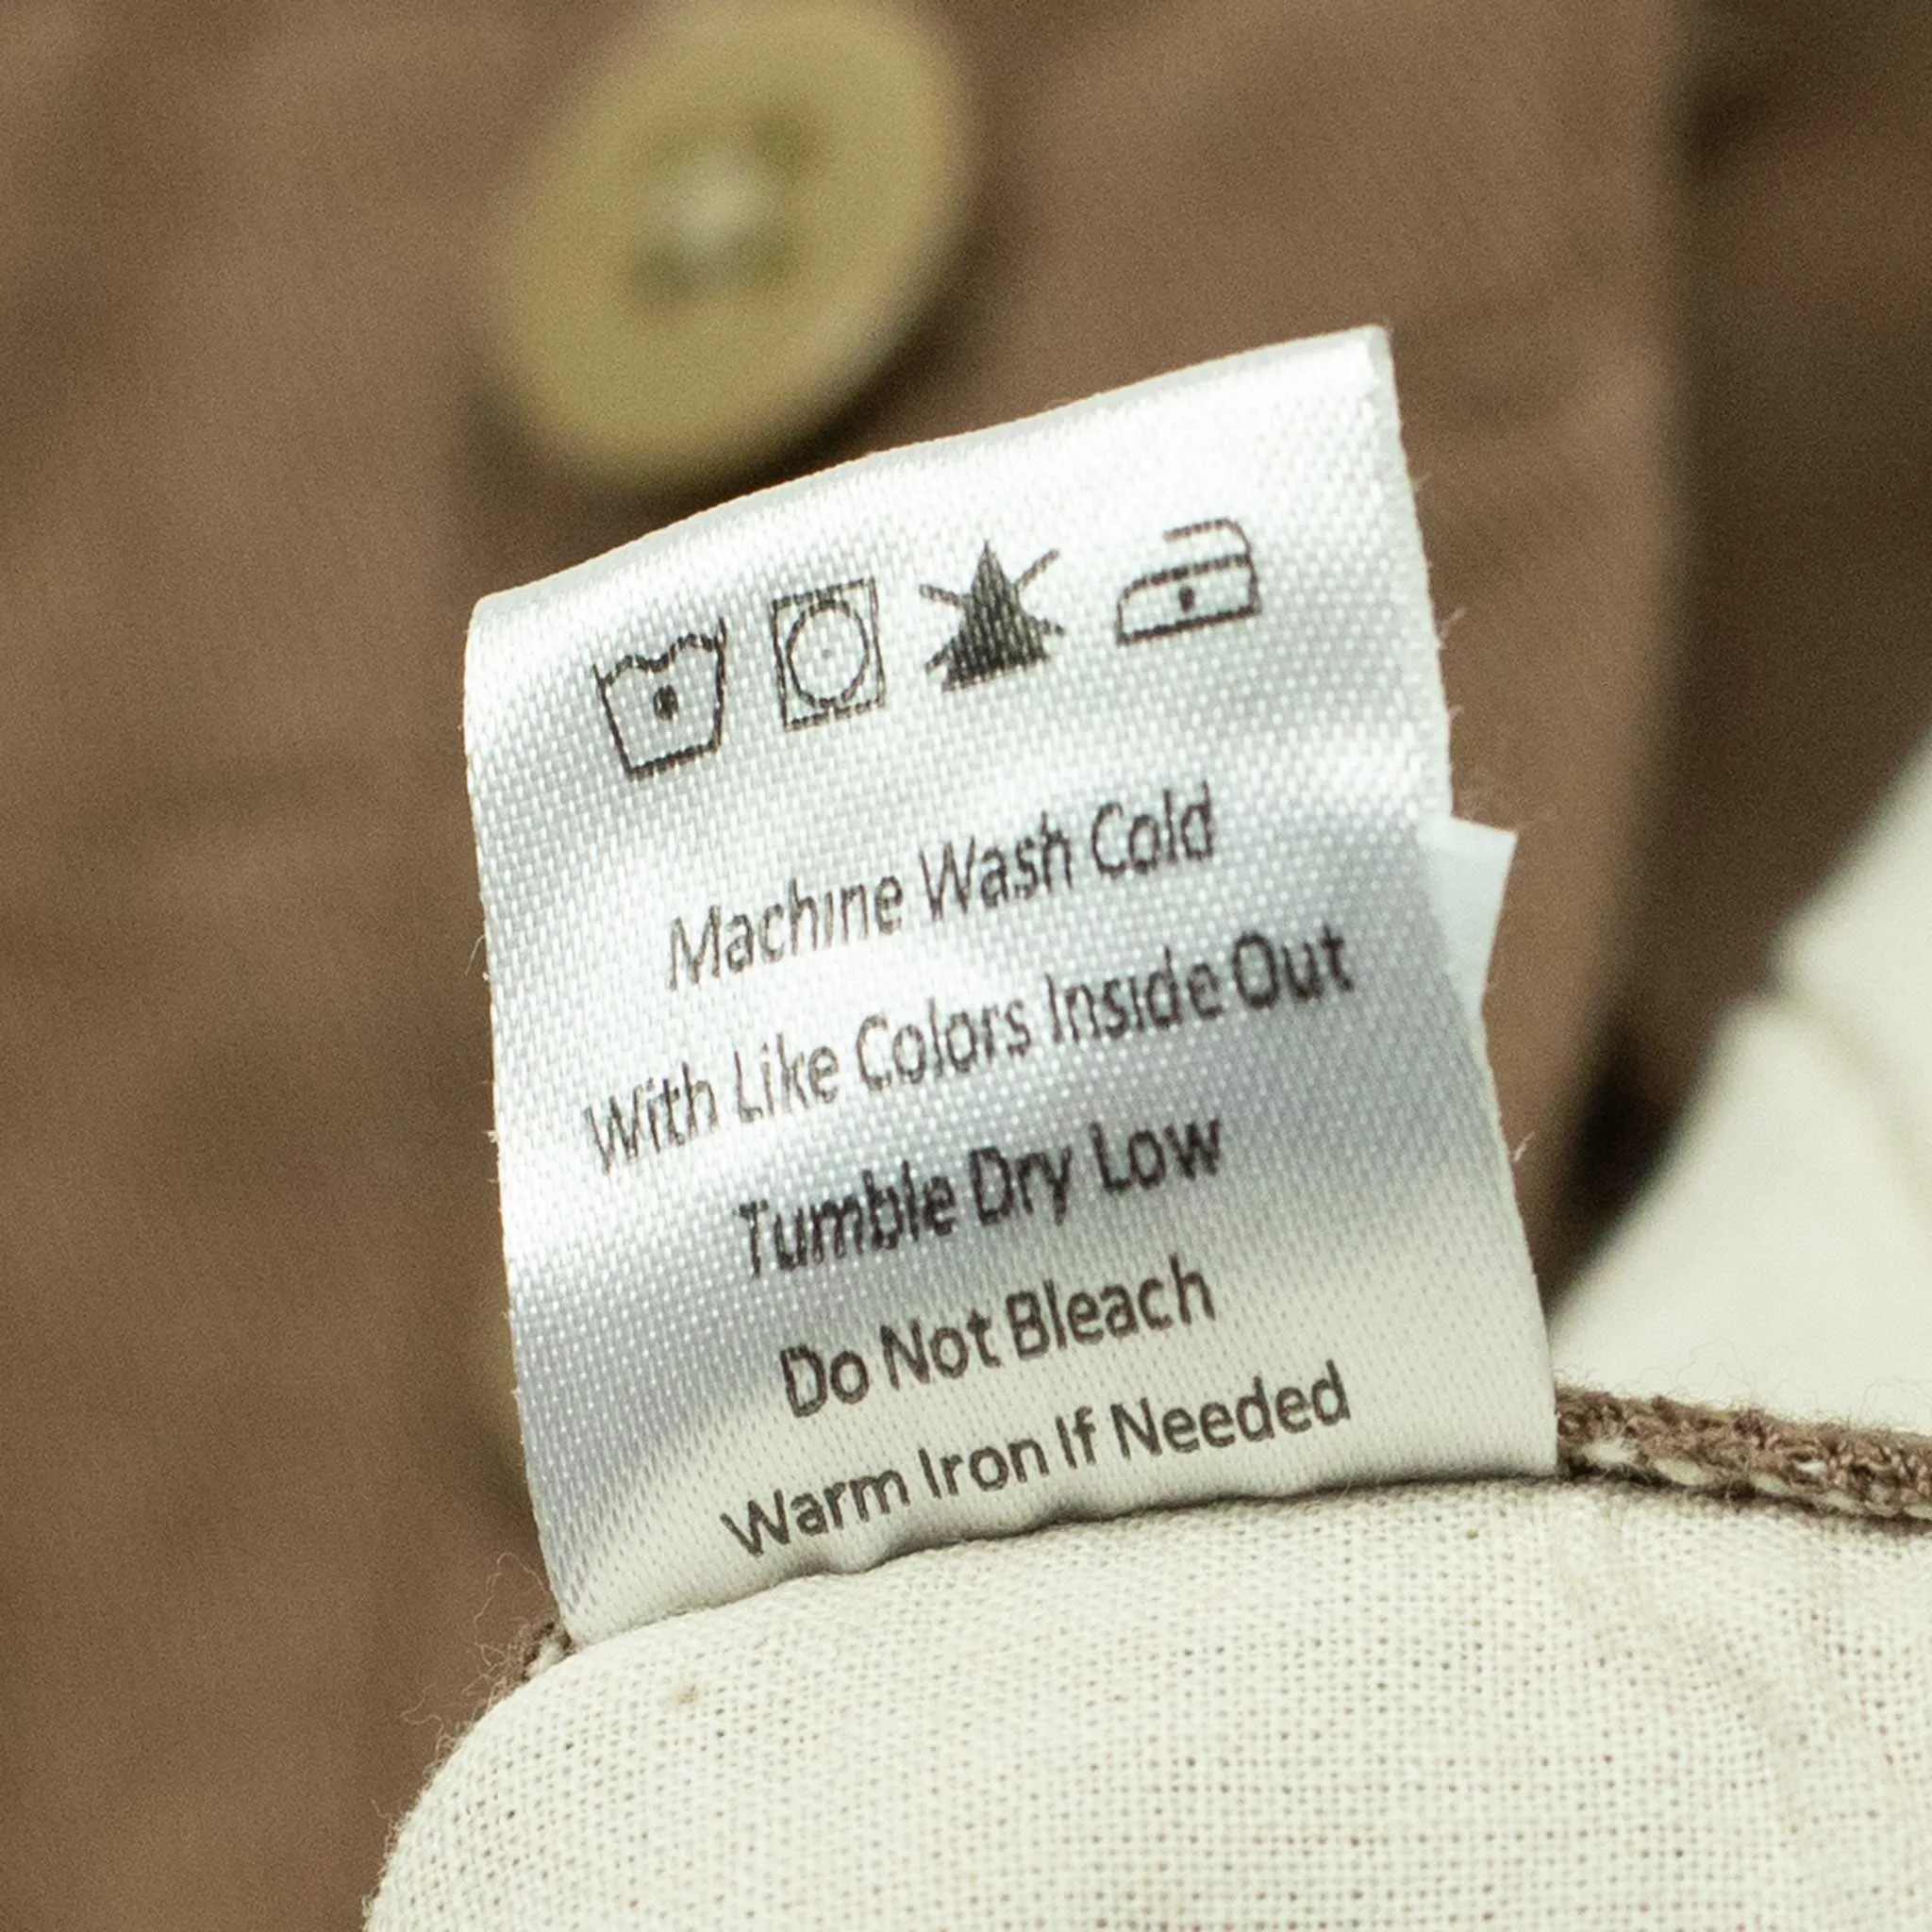 Machine Wash Cold
With Like Colors Inside Out
Tumble Dry Low
Do Not Bleach
Warm Iron If Needed